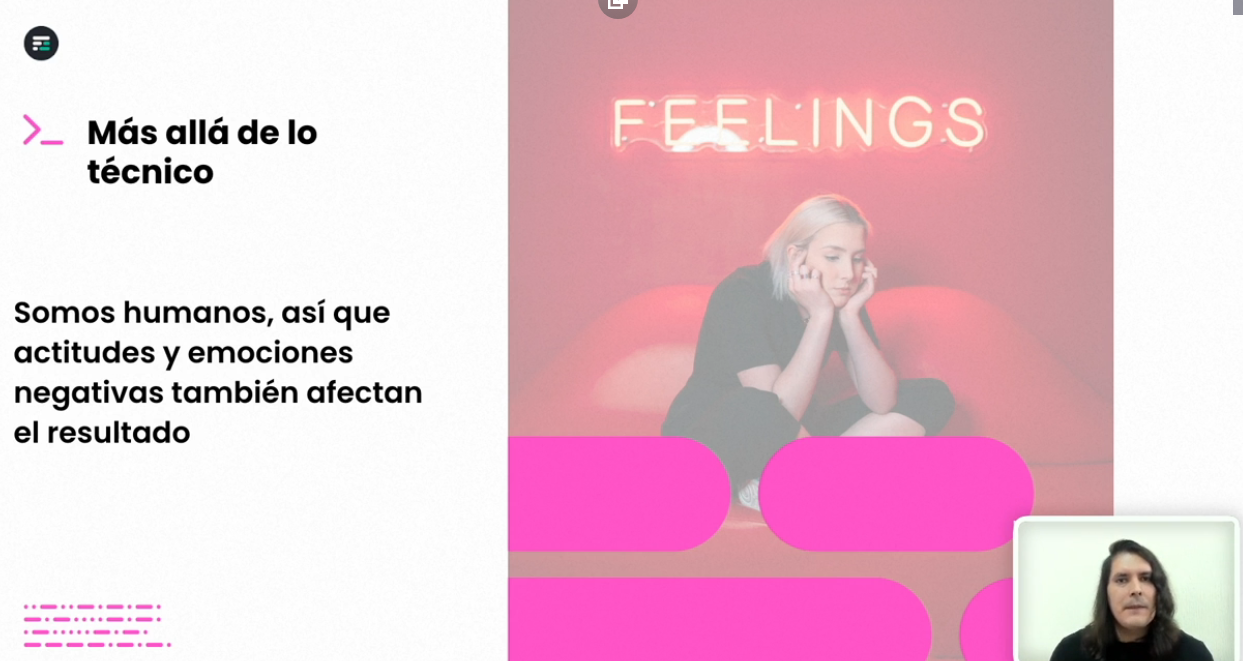 Más allá de lo
técnico
FEELINGS
Somos humanos, así que
actitudes y emociones
negativas también afectan
el resultado